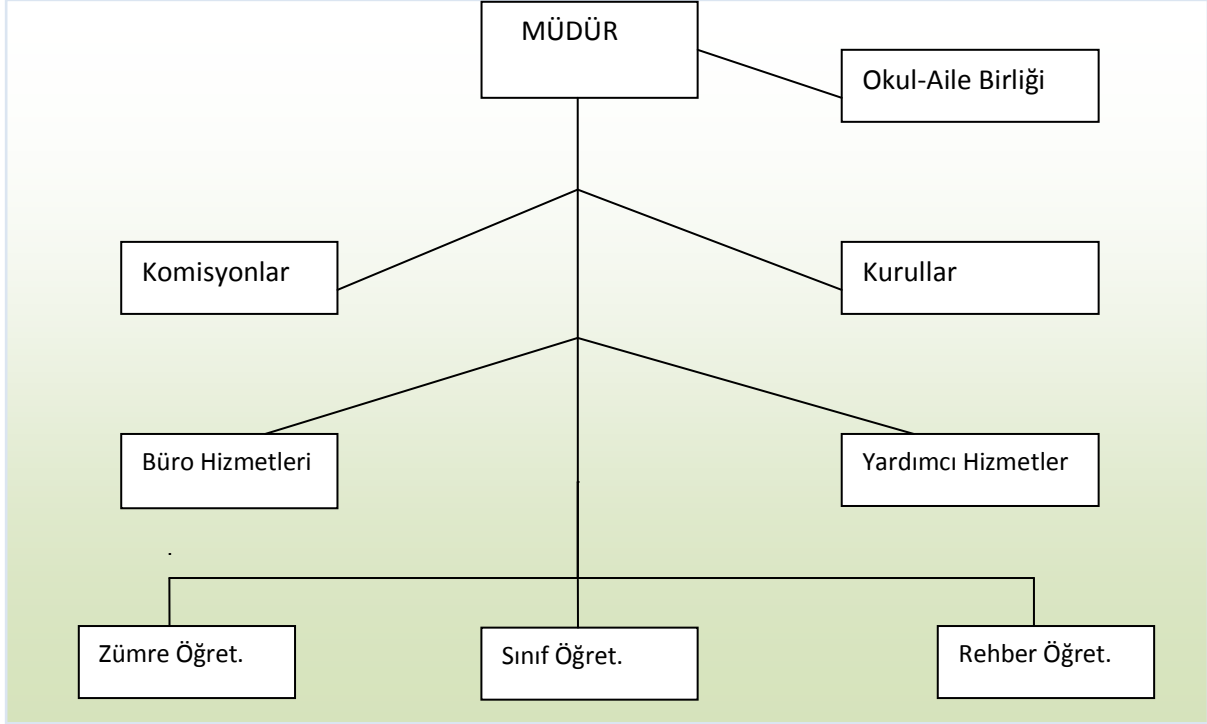 MÜDÜR
Okul-Aile Birliği
Komisyonlar
Kurullar
Büro Hizmetleri
Yardımcı Hizmetler
.
Zümre Öğret.
Sınıf Öğret.
Rehber Öğret.